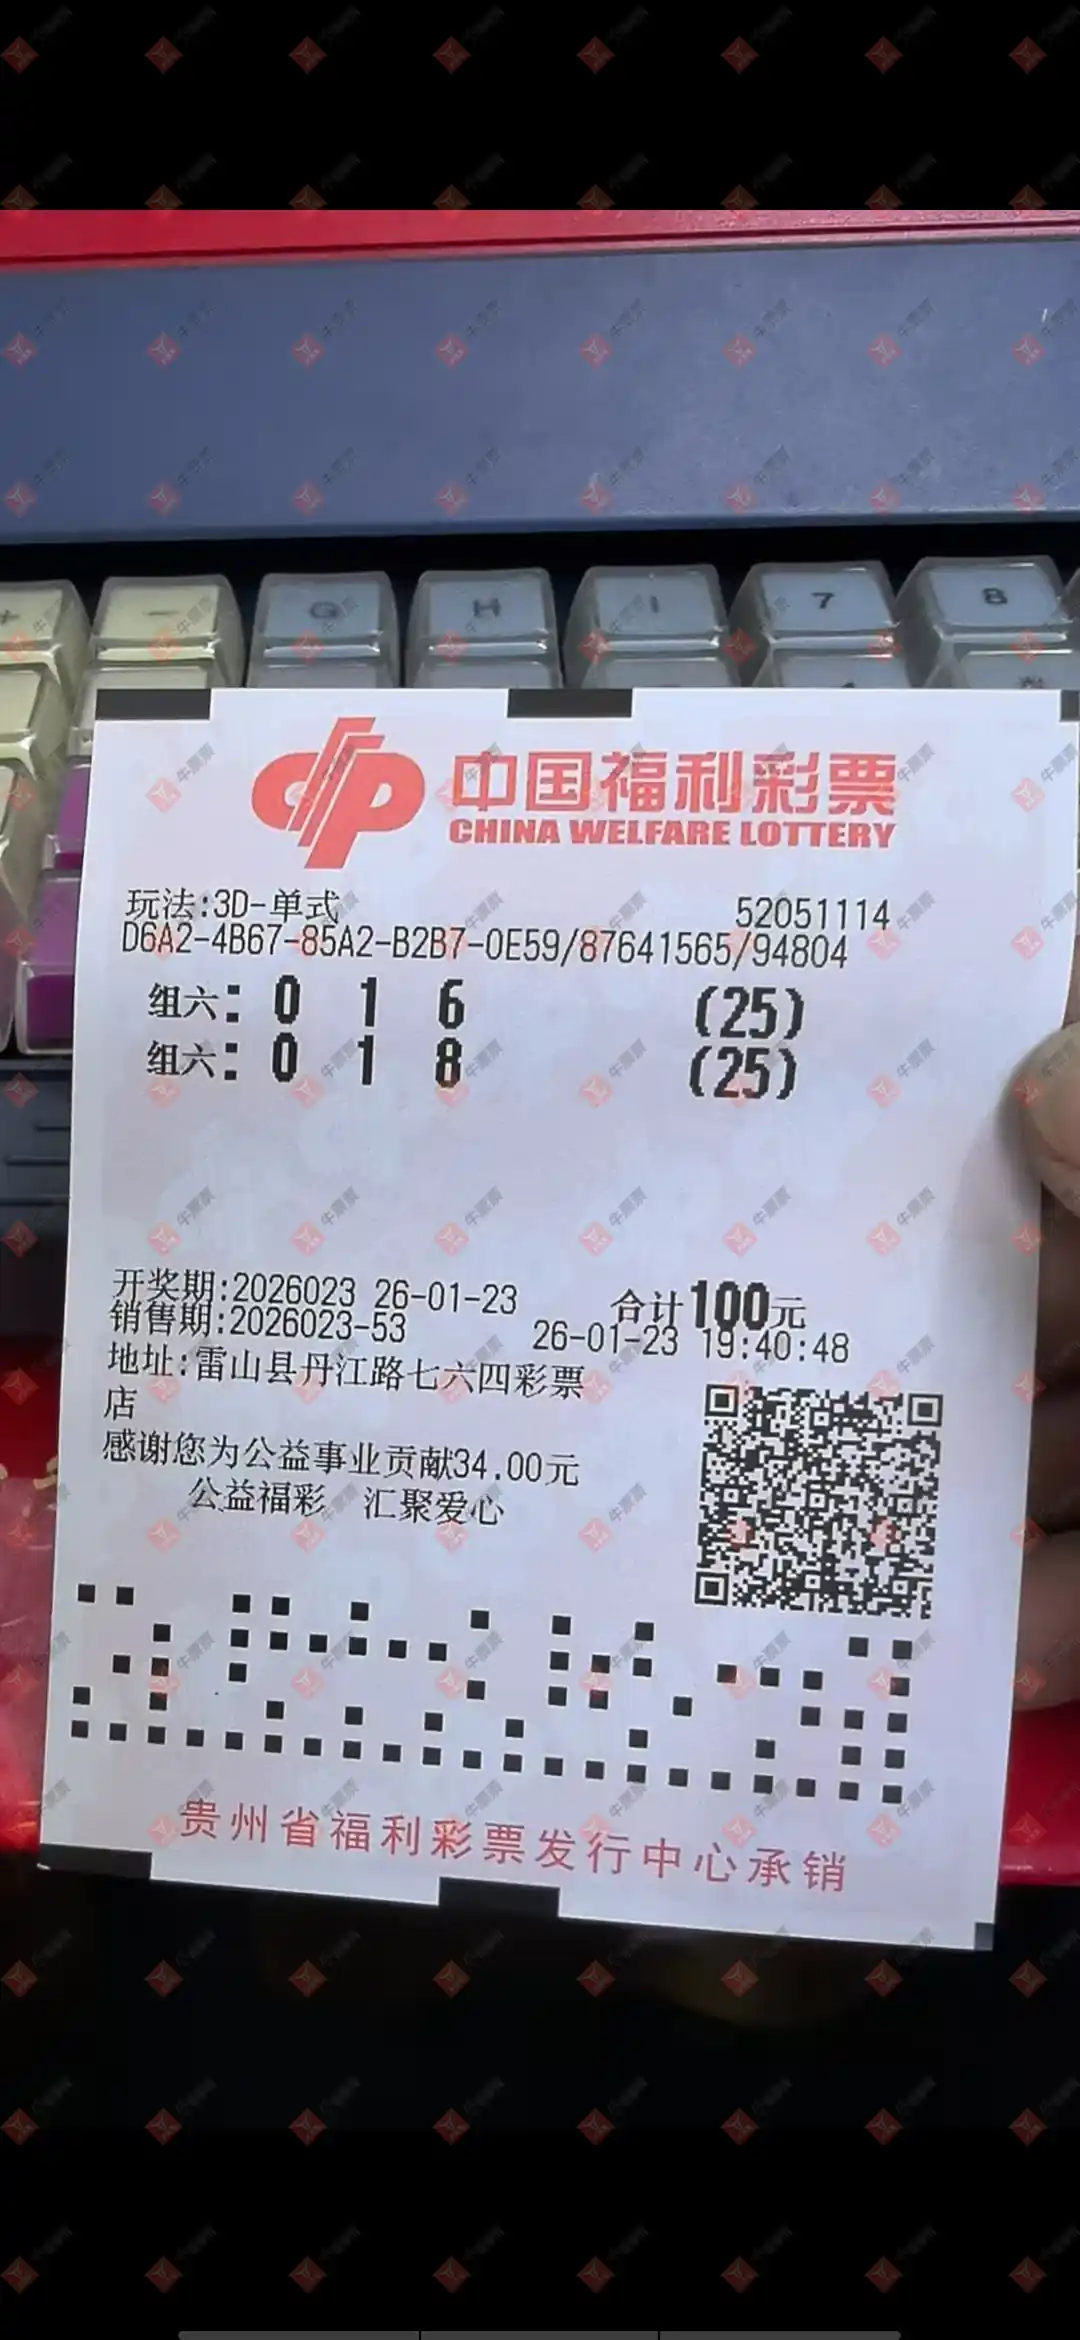 + - G H I 7 8
中国福利彩票
CHINA WELFARE LOTTERY
玩法:3D-单式 52051114
D6A2-4B67-85A2-B2B7-0E59/87641565/94804
组六: 0 1 6 (25)
组六: 0 1 8 (25)
开奖期:2026023 26-01-23 合计100元
销售期:2026023-53 26-01-23 19:40:48
地址:雷山县丹江路七六四彩票
店
感谢您为公益事业贡献34.00元
公益福彩 汇聚爱心
贵州省福利彩票发行中心承销